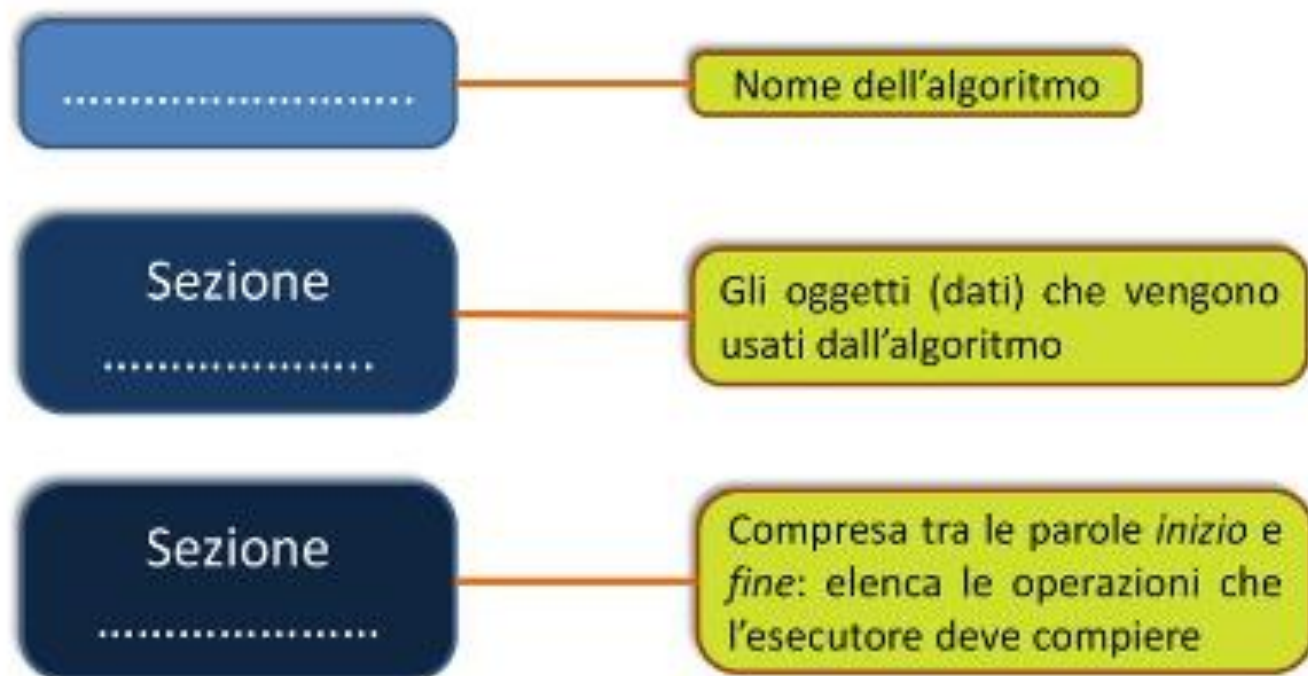 ........................
Nome dell'algoritmo
Sezione
...................
Gli oggetti (dati) che vengono
usati dall'algoritmo
Sezione
....................
Compresa tra le parole inizio e
fine: elenca le operazioni che
l'esecutore deve compiere